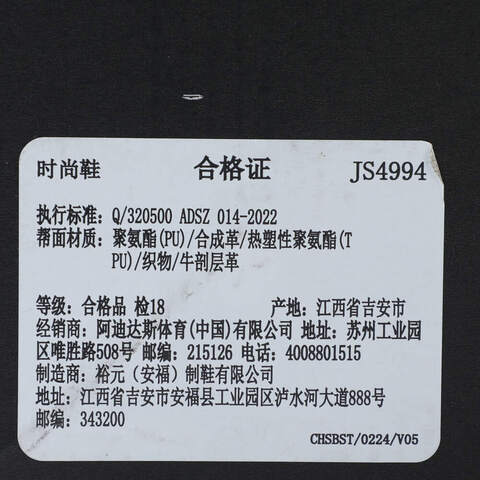 时尚鞋 合格证 JS4994
执行标准: Q/320500 ADSZ 014-2022
帮面材质: 聚氨酯(PU)/合成革/热塑性聚氨酯(T
PU)/织物/牛剖层革
等级: 合格品 检18 产地: 江西省吉安市
经销商: 阿迪达斯体育(中国)有限公司 地址: 苏州工业园
区唯胜路508号 邮编: 215126 电话: 4008801515
制造商: 裕元（安福）制鞋有限公司
地址: 江西省吉安市安福县工业园区泸水河大道888号
邮编: 343200
CHSBST/0224/V05